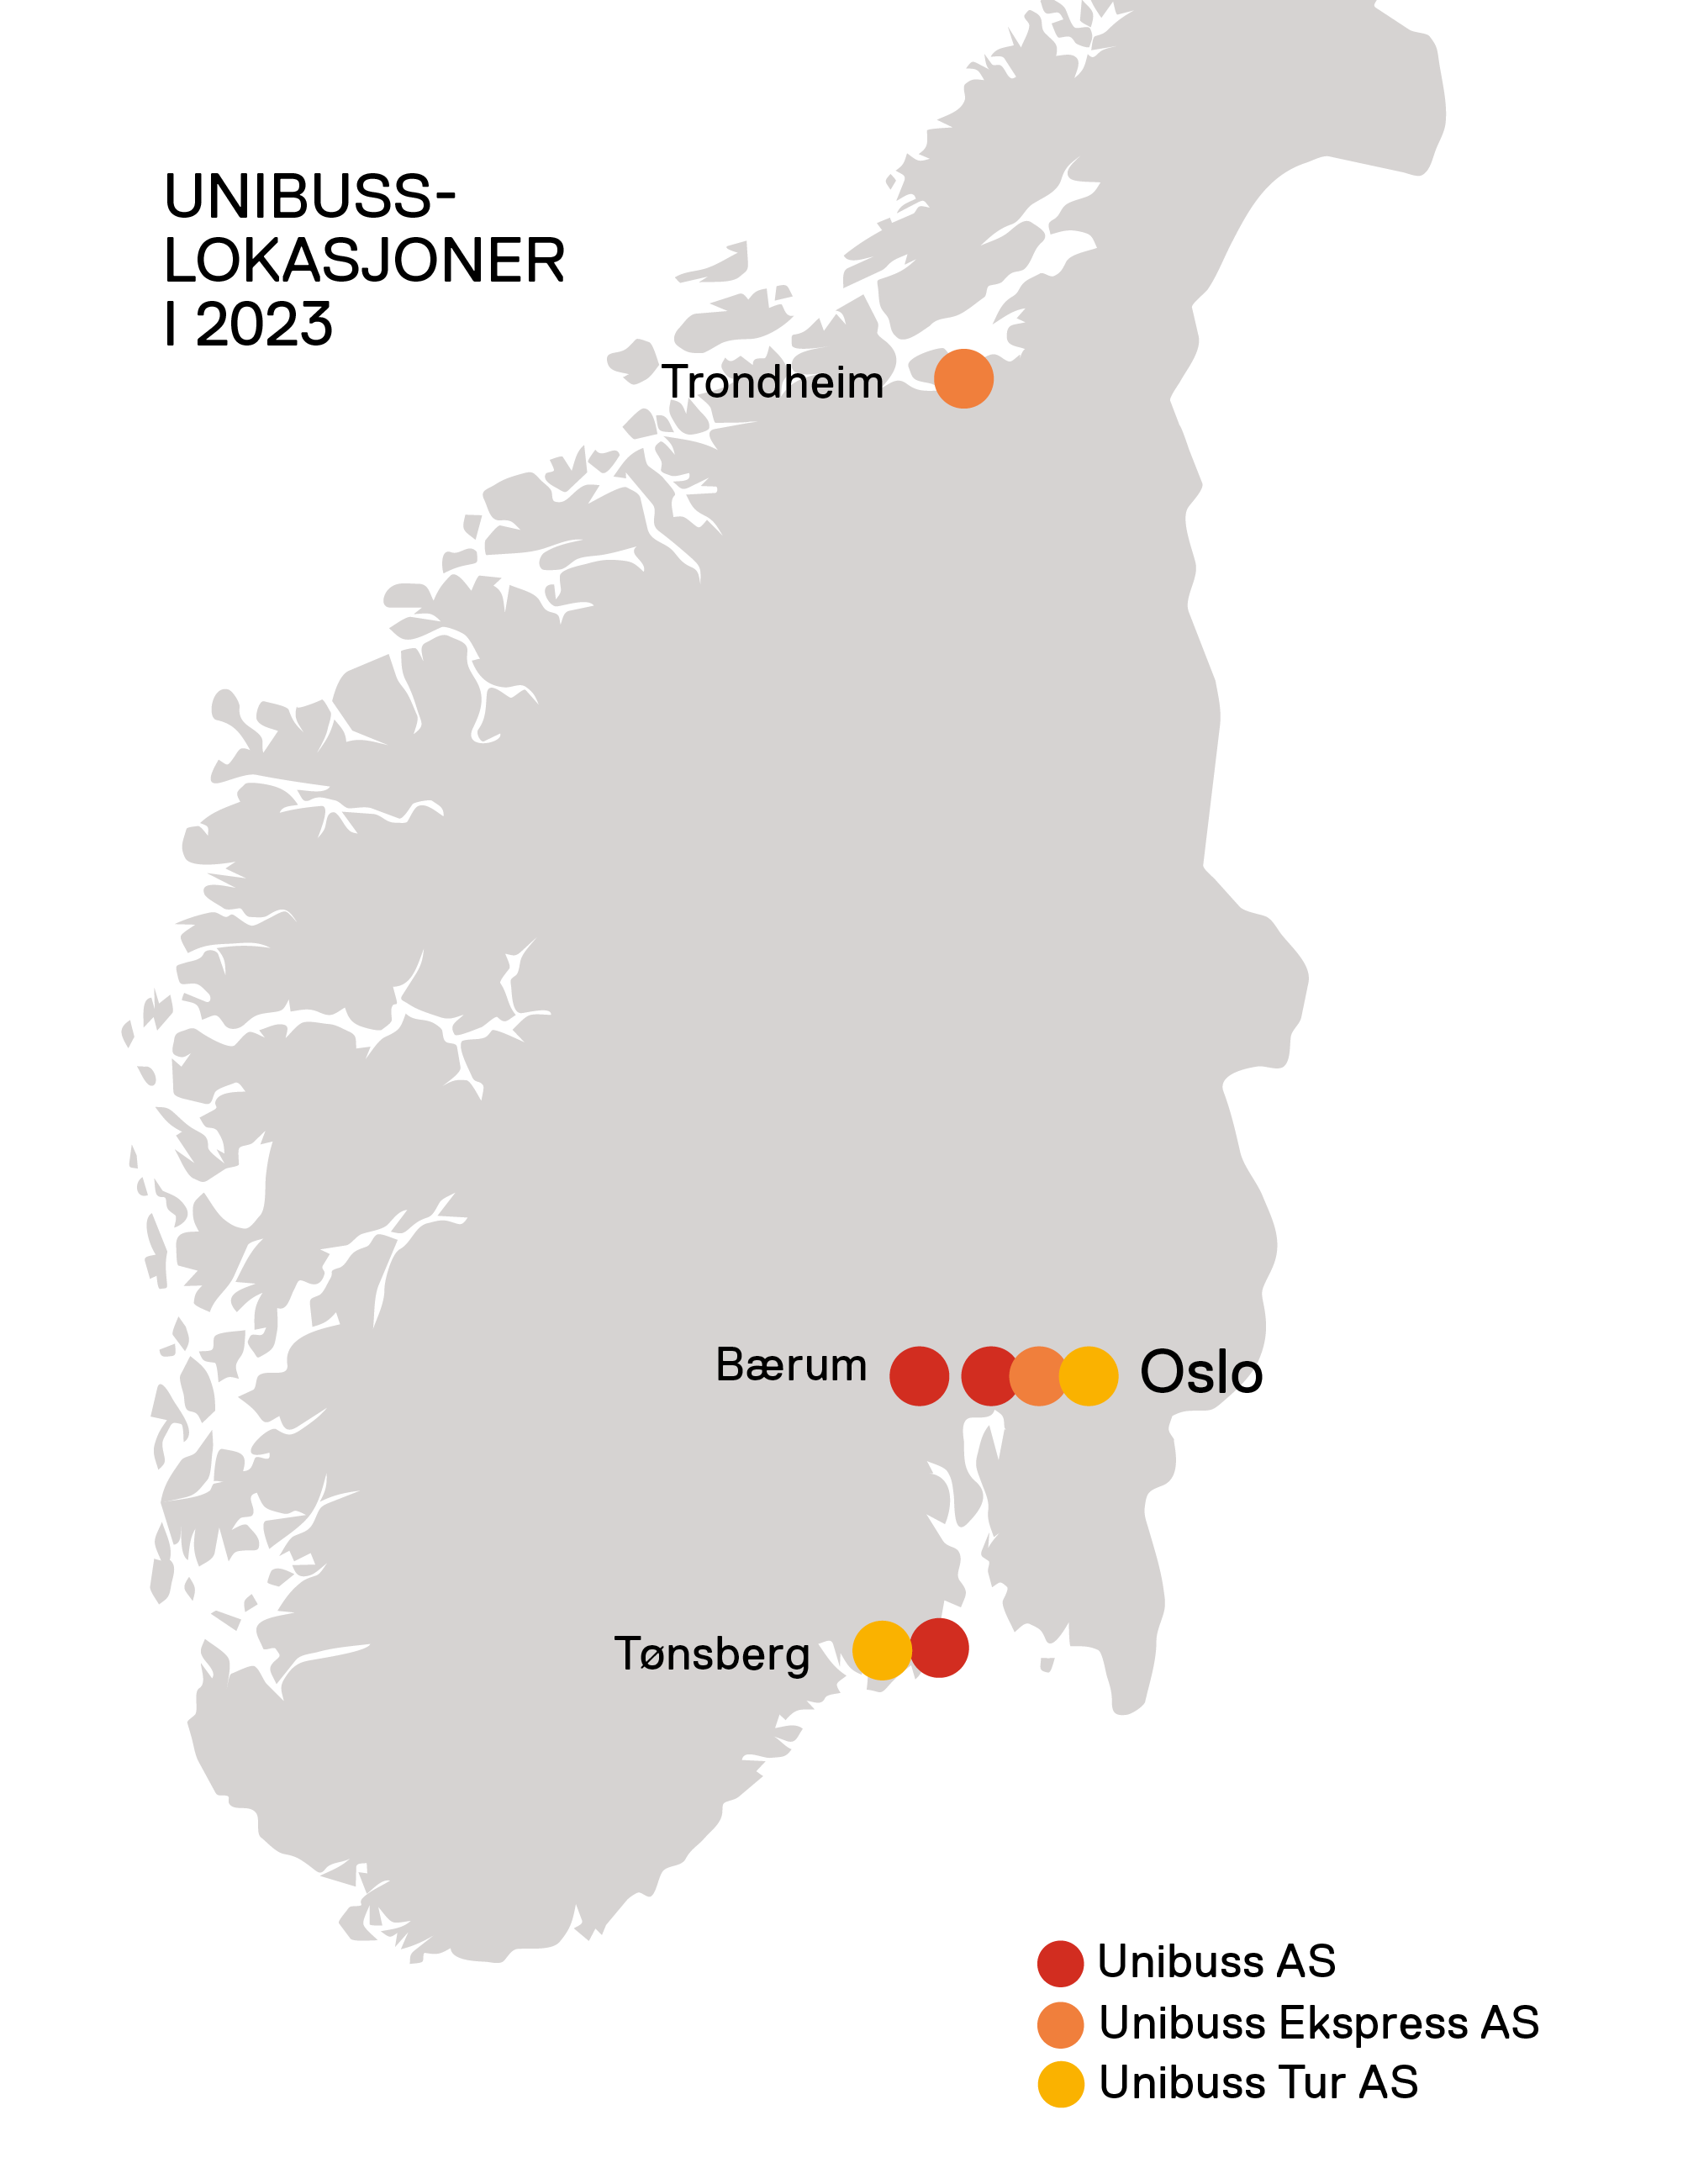 UNIBUSS-
LOKASJONER
I 2023
Trondheim
Bærum
Oslo
Tønsberg
Unibuss AS
Unibuss Ekspress AS
Unibuss Tur AS